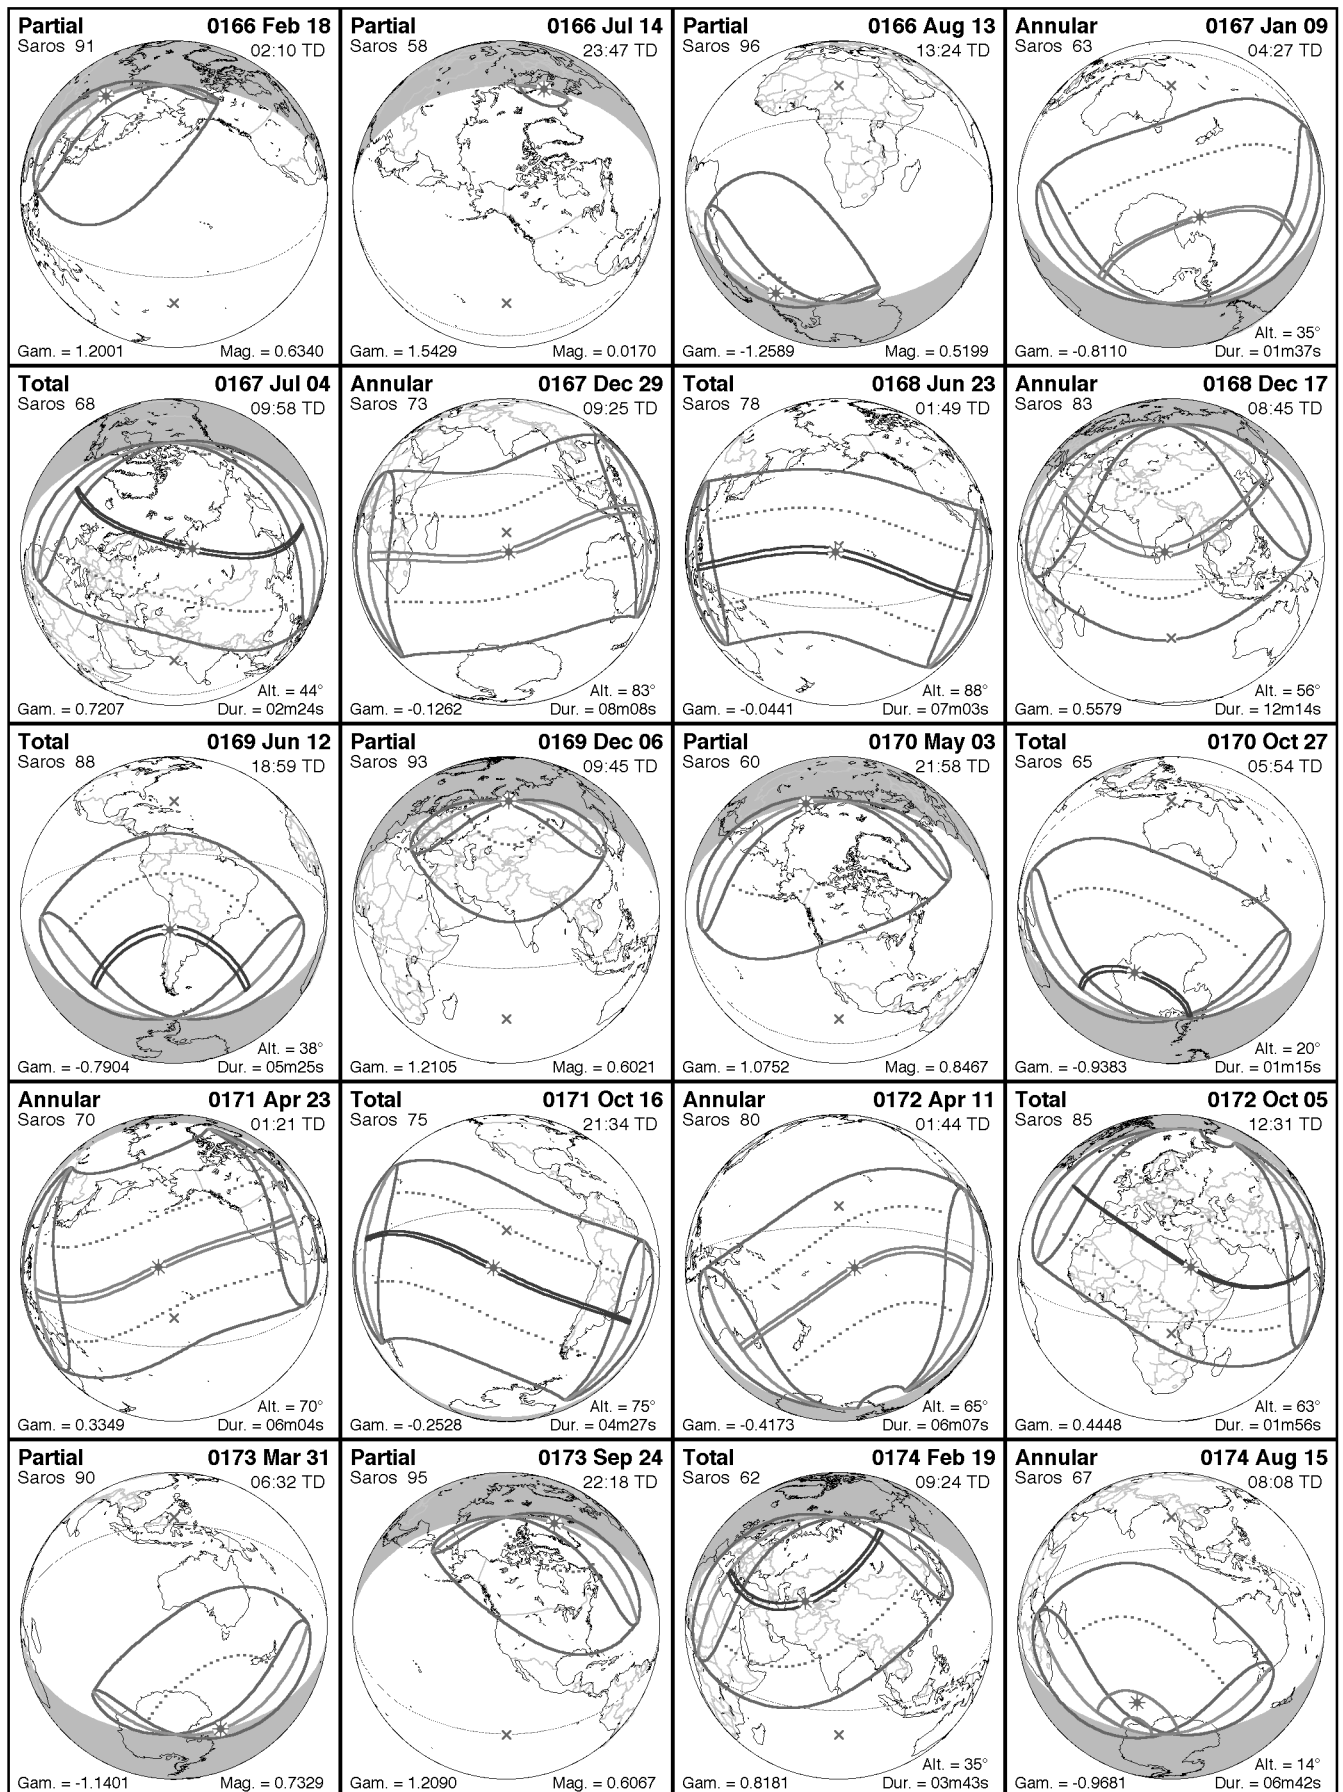 Partial 0166 Feb 18
Saros 91 02:10 TD
Gam. = 1.2001 Mag. = 0.6340
Partial 0166 Jul 14
Saros 58 23:47 TD
Gam. = 1.5429 Mag. = 0.0170
Partial 0166 Aug 13
Saros 96 13:24 TD
Gam. = -1.2589 Mag. = 0.5199
Annular 0167 Jan 09
Saros 63 04:27 TD
Alt. = 35°
Gam. = -0.8110 Dur. = 01m37s
Total 0167 Jul 04
Saros 68 09:58 TD
Alt. = 44°
Gam. = 0.7207 Dur. = 02m24s
Annular 0167 Dec 29
Saros 73 09:25 TD
Alt. = 83°
Gam. = -0.1262 Dur. = 08m08s
Total 0168 Jun 23
Saros 78 01:49 TD
Alt. = 88°
Gam. = -0.0441 Dur. = 07m03s
Annular 0168 Dec 17
Saros 83 08:45 TD
Alt. = 56°
Gam. = 0.5579 Dur. = 12m14s
Total 0169 Jun 12
Saros 88 18:59 TD
Alt. = 38°
Gam. = -0.7904 Dur. = 05m25s
Partial 0169 Dec 06
Saros 93 09:45 TD
Gam. = 1.2105 Mag. = 0.6021
Partial 0170 May 03
Saros 60 21:58 TD
Gam. = 1.0752 Mag. = 0.8467
Total 0170 Oct 27
Saros 65 05:54 TD
Alt. = 20°
Gam. = -0.9383 Dur. = 01m15s
Annular 0171 Apr 23
Saros 70 01:21 TD
Alt. = 70°
Gam. = 0.3349 Dur. = 06m04s
Total 0171 Oct 16
Saros 75 21:34 TD
Alt. = 75°
Gam. = -0.2528 Dur. = 04m27s
Annular 0172 Apr 11
Saros 80 01:44 TD
Alt. = 65°
Gam. = -0.4173 Dur. = 06m07s
Total 0172 Oct 05
Saros 85 12:31 TD
Alt. = 63°
Gam. = 0.4448 Dur. = 01m56s
Partial 0173 Mar 31
Saros 90 06:32 TD
Gam. = -1.1401 Mag. = 0.7329
Partial 0173 Sep 24
Saros 95 22:18 TD
Gam. = 1.2090 Mag. = 0.6067
Total 0174 Feb 19
Saros 62 09:24 TD
Alt. = 35°
Gam. = 0.8181 Dur. = 03m43s
Annular 0174 Aug 15
Saros 67 08:08 TD
Alt. = 14°
Gam. = -0.9681 Dur. = 06m42s